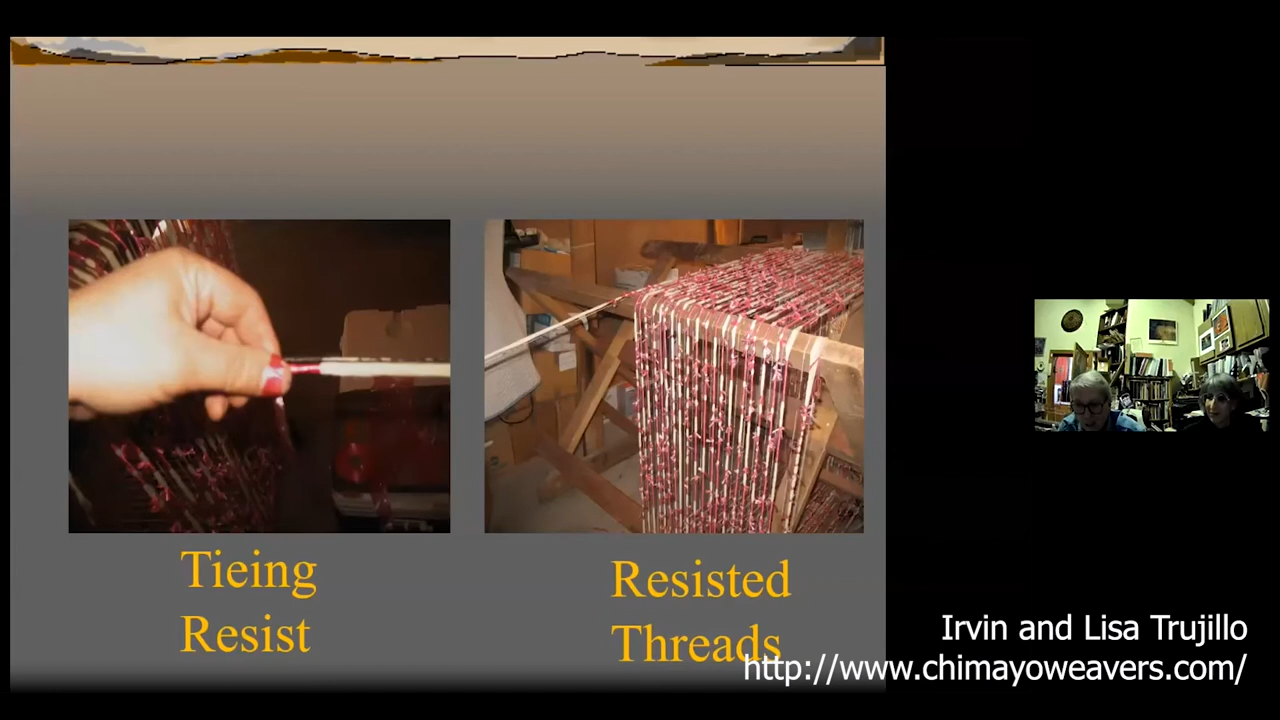 Tieing
Resist
Resisted
Threads
Irvin and Lisa Trujillo
http://www.chimayoweavers.com/